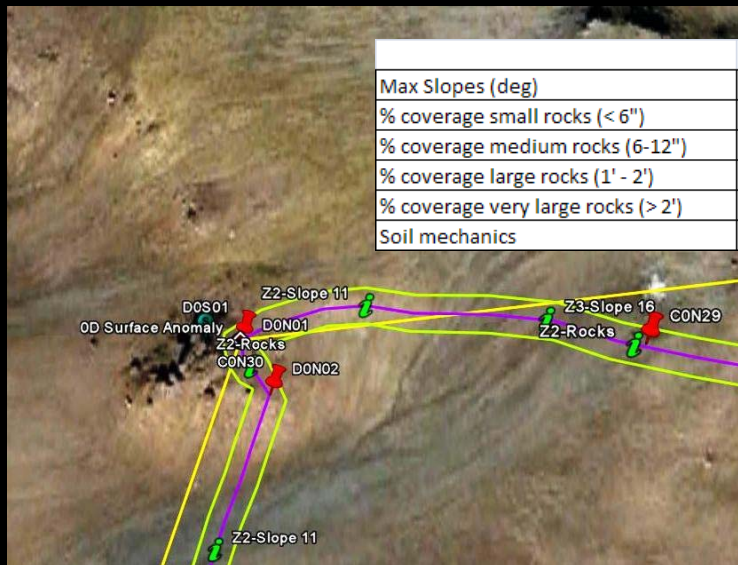 Max Slopes (deg)
% coverage small rocks (< 6")
% coverage medium rocks (6-12")
% coverage large rocks (1' - 2')
% coverage very large rocks (> 2')
Soil mechanics
D0S01
Z2-Slope 11
Z3-Slope 16
C0N29
0D Surface Anomaly
D0N01
Z2-Rocks
Z2-Rocks
C0N30
D0N02
Z2-Slope 11